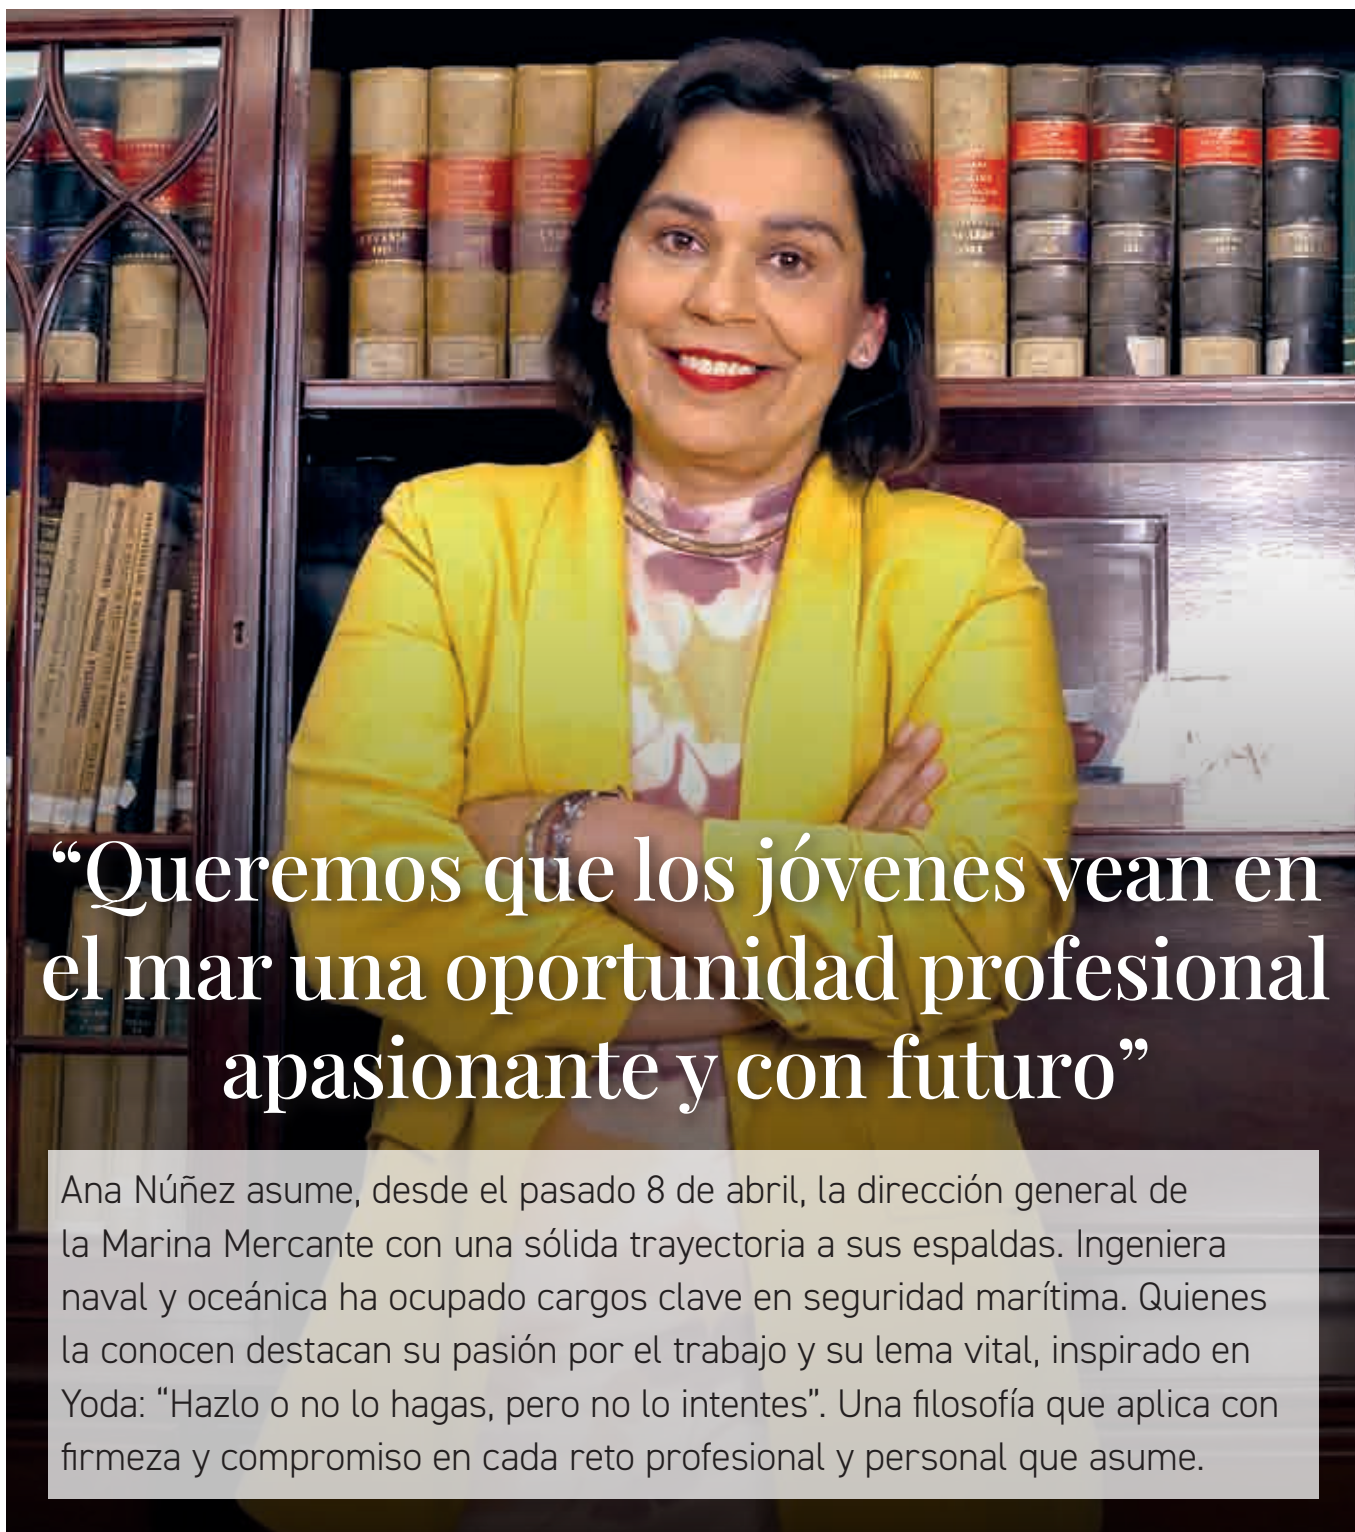 “Queremos que los jóvenes vean en
el mar una oportunidad profesional
apasionante y con futuro”
Ana Núñez asume, desde el pasado 8 de abril, la dirección general de
la Marina Mercante con una sólida trayectoria a sus espaldas. Ingeniera
naval y oceánica ha ocupado cargos clave en seguridad marítima. Quienes
la conocen destacan su pasión por el trabajo y su lema vital, inspirado en
Yoda: “Hazlo o no lo hagas, pero no lo intentes”. Una filosofía que aplica con
firmeza y compromiso en cada reto profesional y personal que asume.